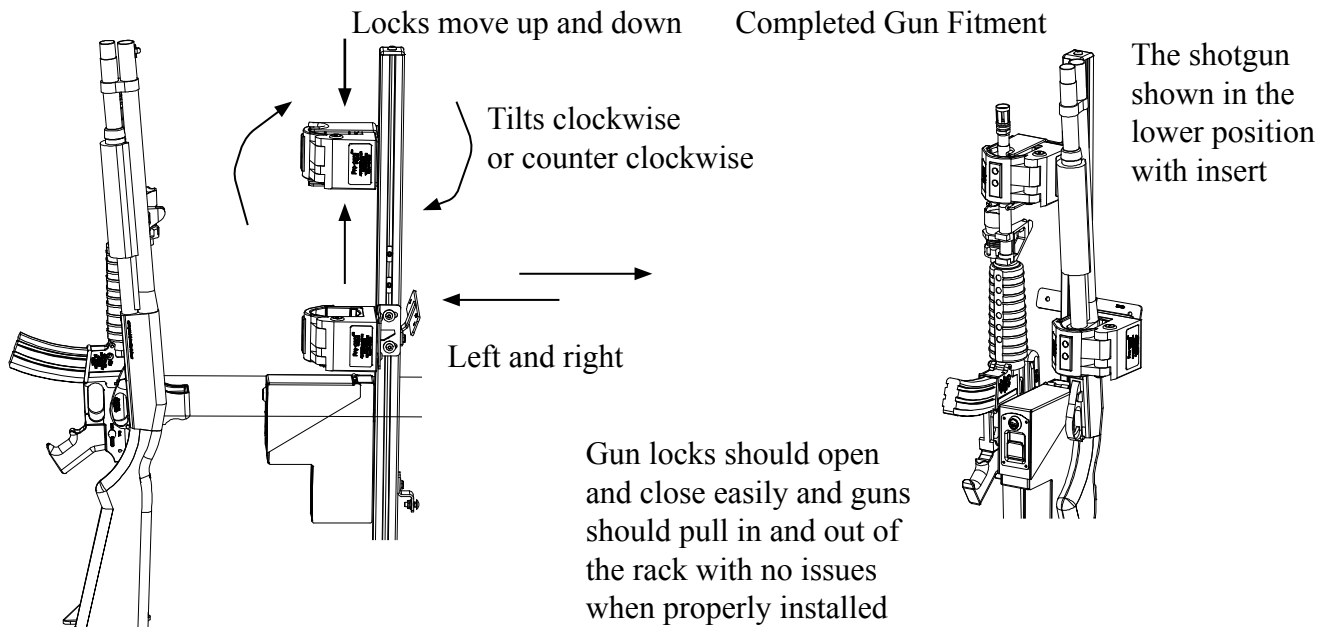 Locks move up and down
Completed Gun Fitment
The shotgun
shown in the
lower position
with insert
Tilts clockwise
or counter clockwise
Left and right
Gun locks should open
and close easily and guns
should pull in and out of
the rack with no issues
when properly installed